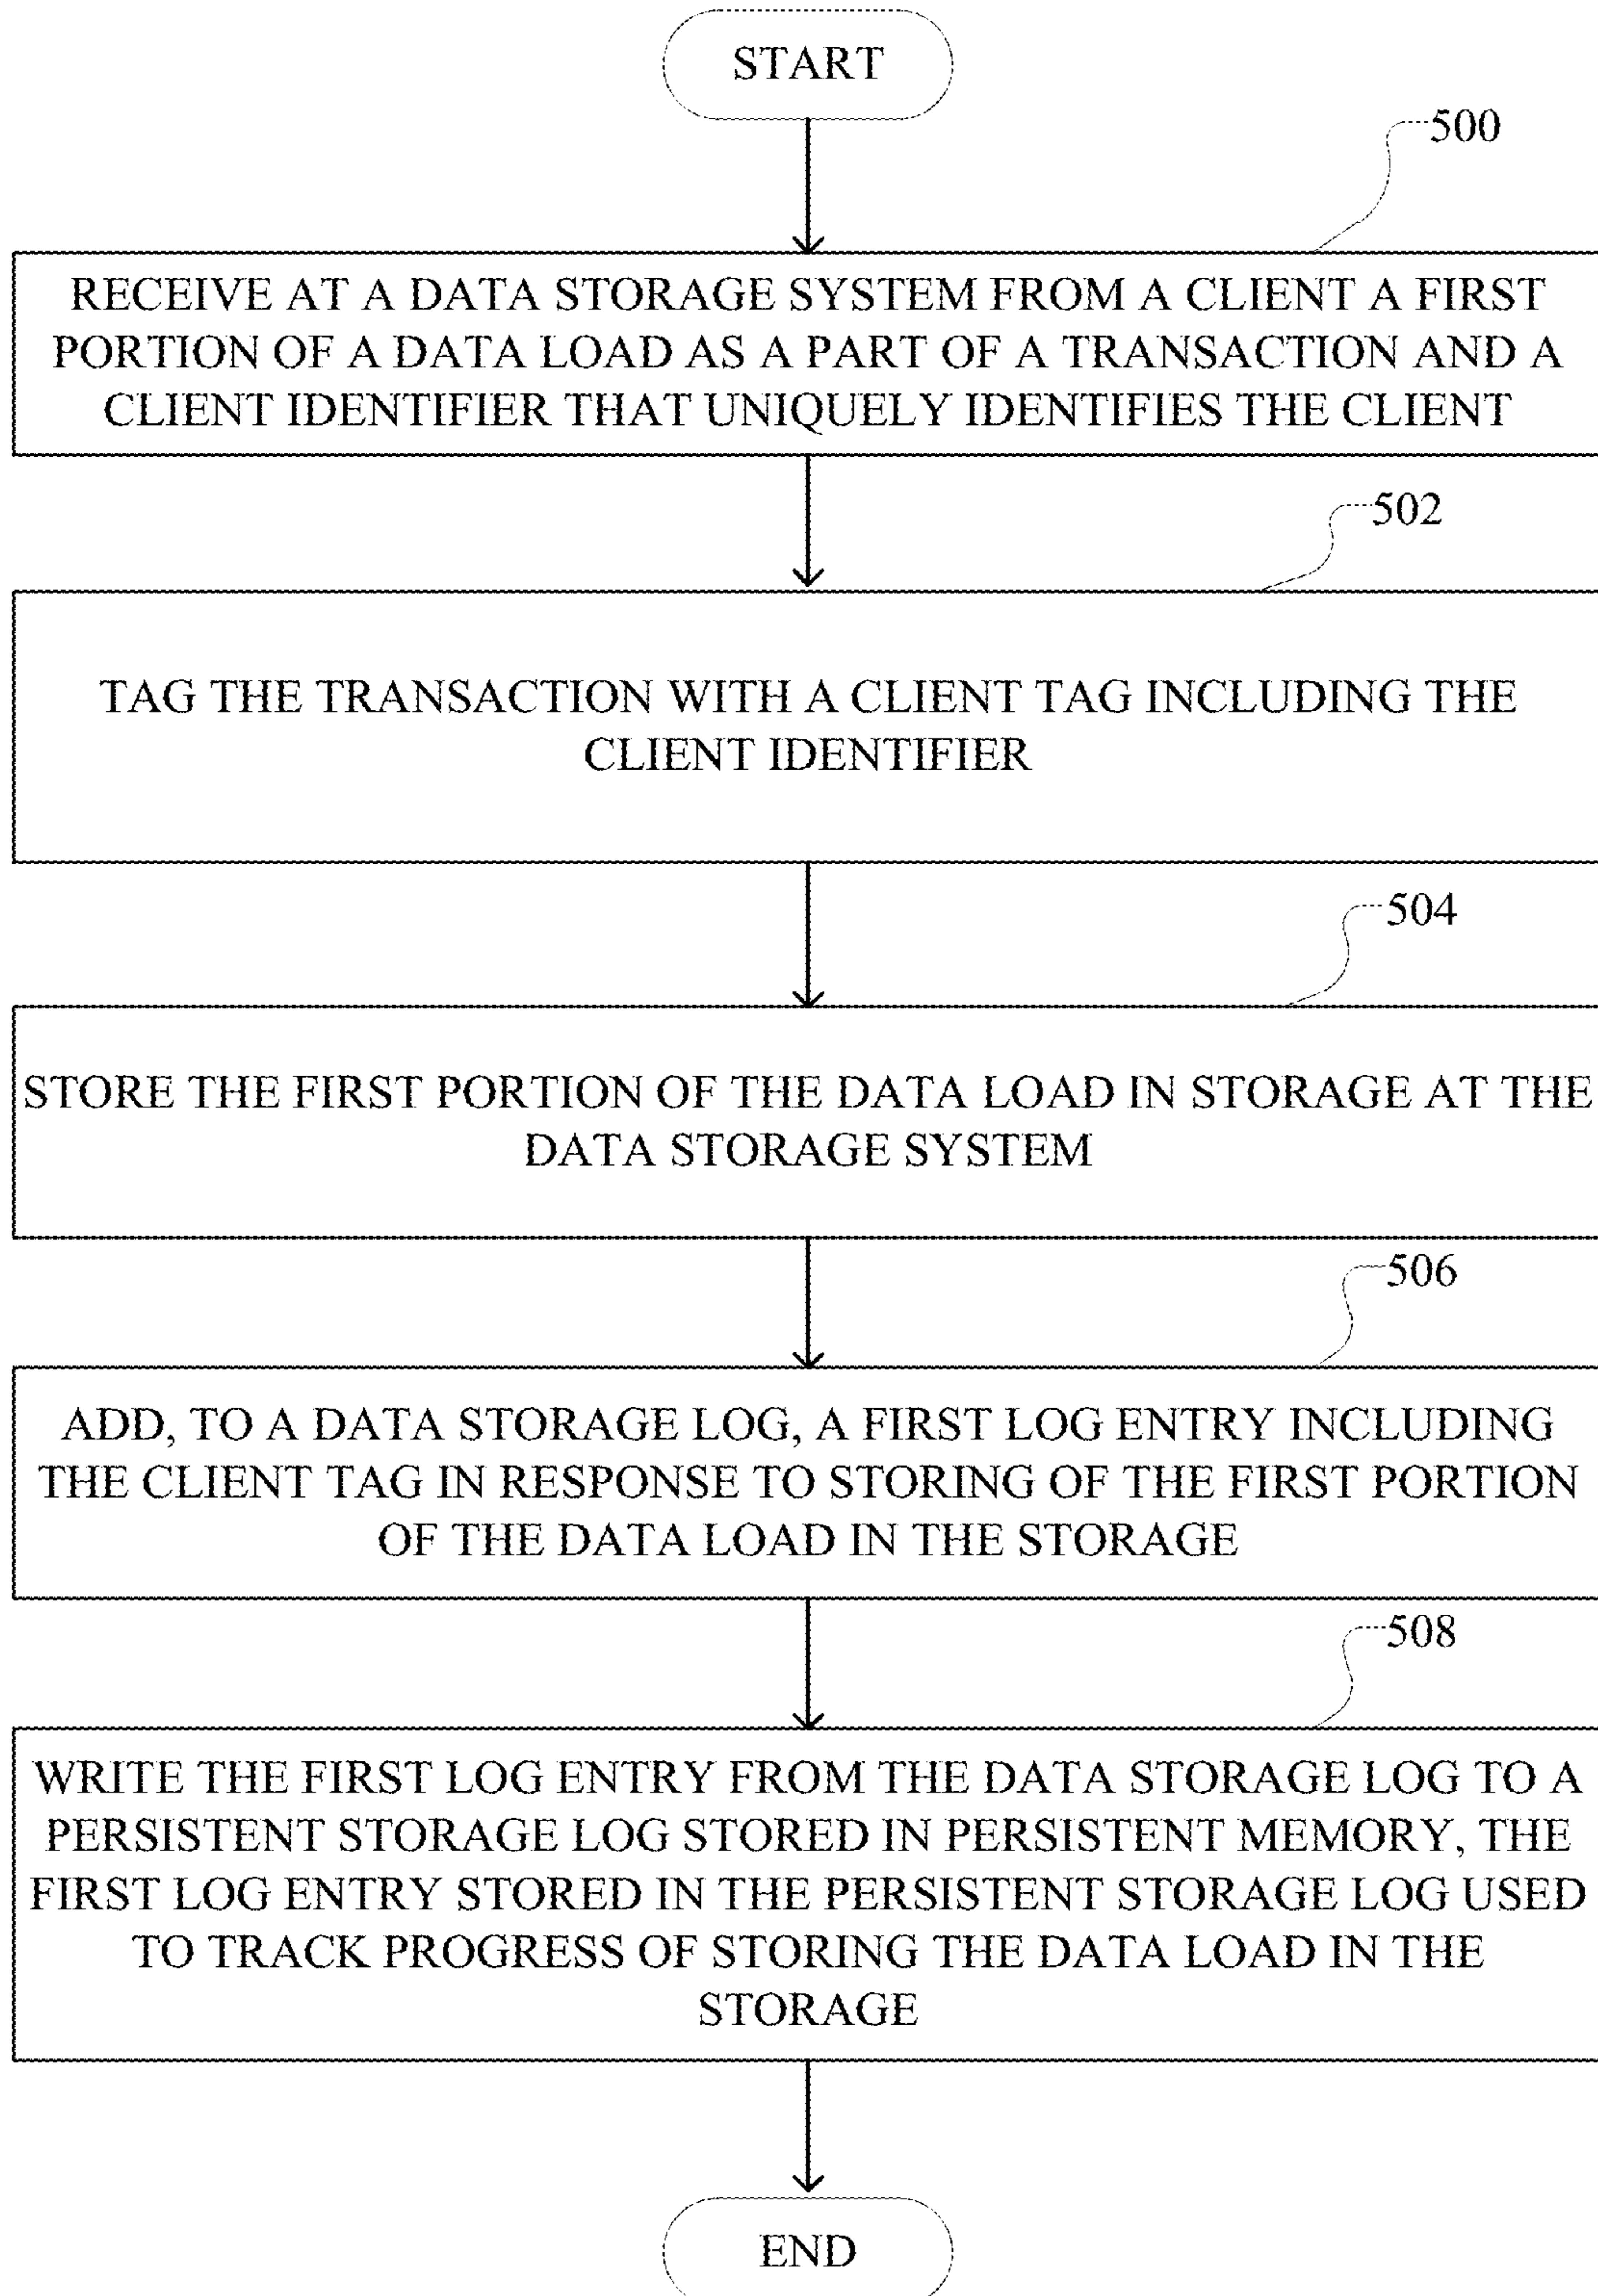 START
500
RECEIVE AT A DATA STORAGE SYSTEM FROM A CLIENT A FIRST
PORTION OF A DATA LOAD AS A PART OF A TRANSACTION AND A
CLIENT IDENTIFIER THAT UNIQUELY IDENTIFIES THE CLIENT
502
TAG THE TRANSACTION WITH A CLIENT TAG INCLUDING THE
CLIENT IDENTIFIER
504
STORE THE FIRST PORTION OF THE DATA LOAD IN STORAGE AT THE
DATA STORAGE SYSTEM
506
ADD, TO A DATA STORAGE LOG, A FIRST LOG ENTRY INCLUDING
THE CLIENT TAG IN RESPONSE TO STORING OF THE FIRST PORTION
OF THE DATA LOAD IN THE STORAGE
508
WRITE THE FIRST LOG ENTRY FROM THE DATA STORAGE LOG TO A
PERSISTENT STORAGE LOG STORED IN PERSISTENT MEMORY, THE
FIRST LOG ENTRY STORED IN THE PERSISTENT STORAGE LOG USED
TO TRACK PROGRESS OF STORING THE DATA LOAD IN THE
STORAGE
END